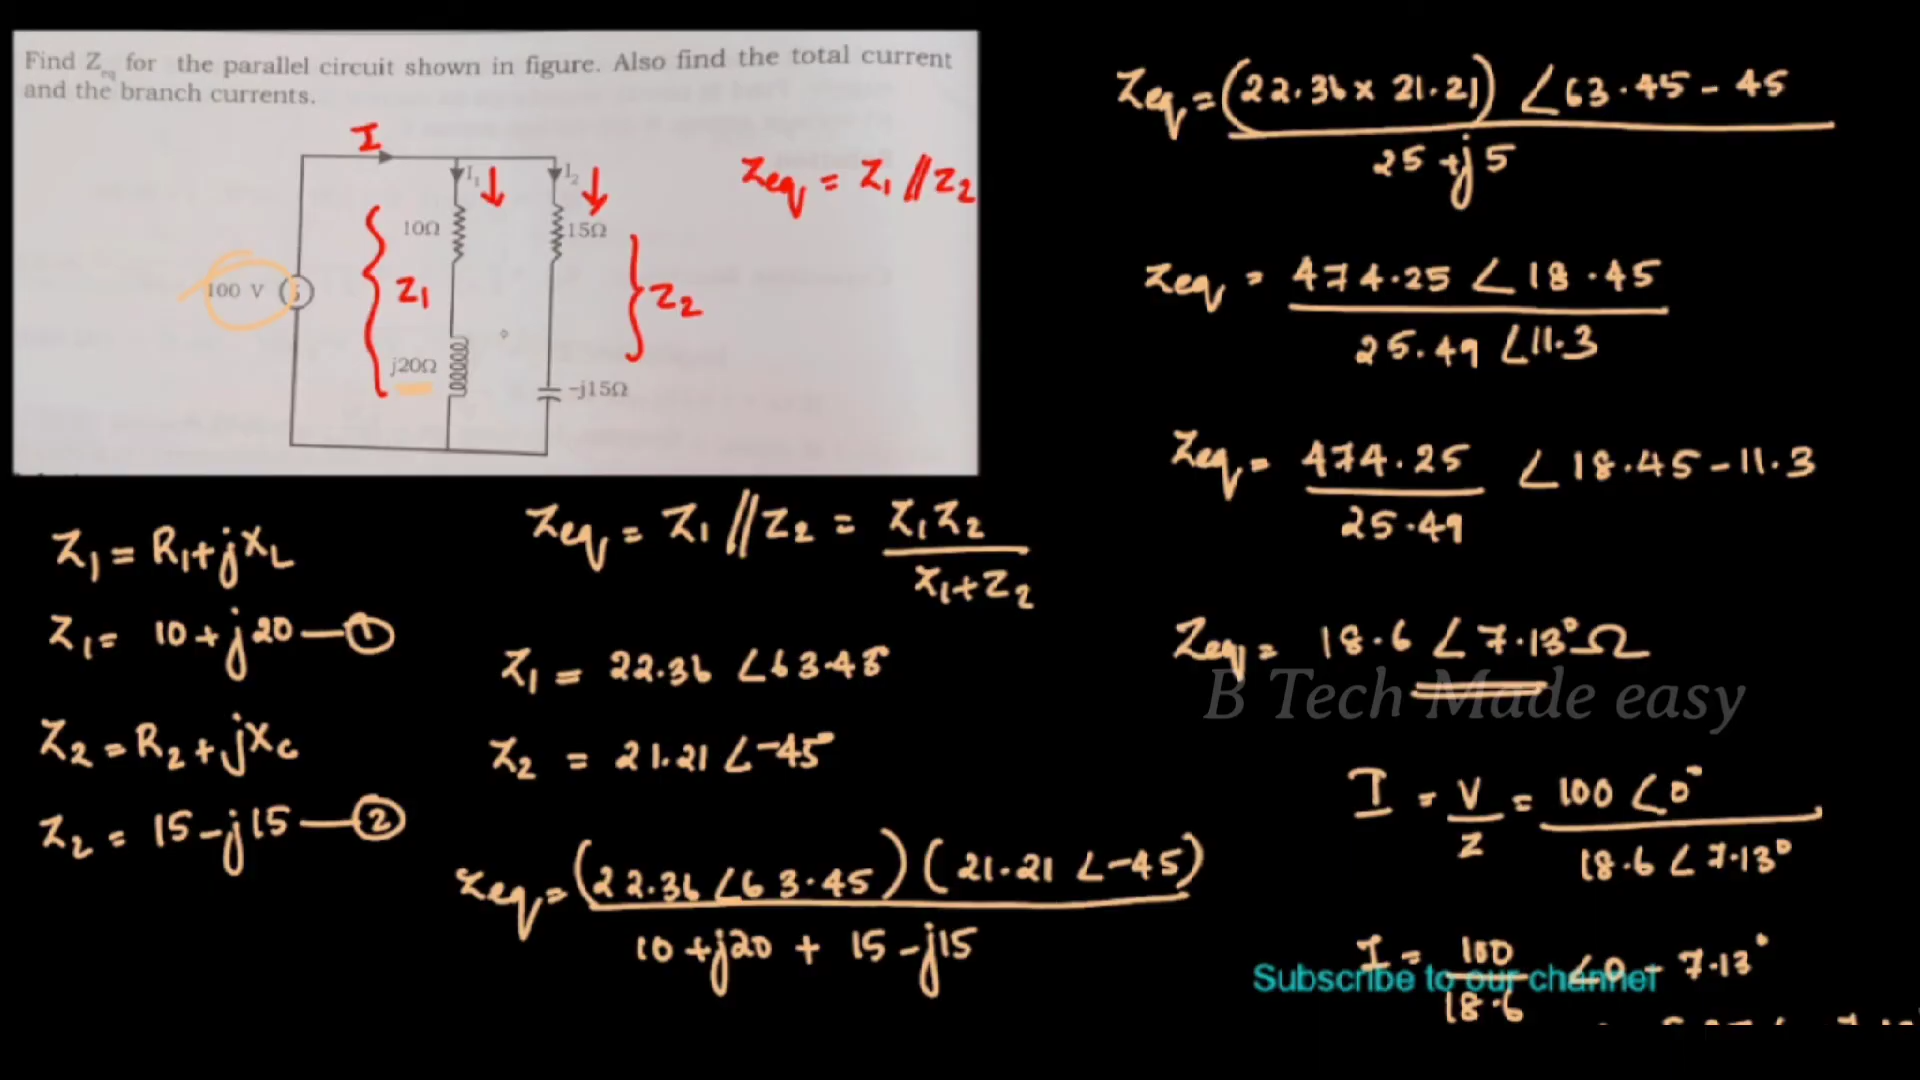 Find Zeq for the parallel circuit shown in figure. Also find the total current
and the branch currents.
I
I1
I2
Zeq = Z1 // Z2
10Ω
15Ω
100 V
Z1
Z2
j20Ω
-j15Ω
Z1 = R1+jXL
Z1 = 10+j20 — 1
Z2 = R2+jXc
Z2 = 15-j15 — 2
Zeq = Z1 // Z2 = Z1Z2
Z1+Z2
Z1 = 22.36 ∠63.45
Z2 = 21.21 ∠-45°
Zeq = (22.36 ∠63.45) (21.21 ∠-45)
10+j20 + 15-j15
Zeq = (22.36 x 21.21) ∠63.45 - 45
25+j5
Zeq = 474.25 ∠18.45
25.49 ∠11.3
Zeq = 474.25 ∠18.45-11.3
25.49
Zeq = 18.6 ∠7.13° Ω
B Tech Made easy
I = V = 100 ∠0°
Z 18.6 ∠7.13°
I = 100 ∠0 - 7.13°
18.6
Subscribe to our channel